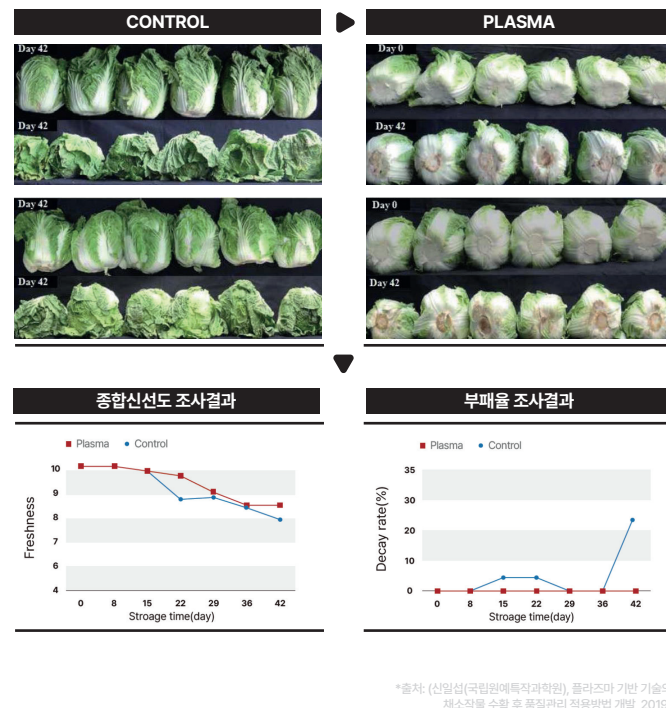 CONTROL
PLASMA
Day 42
Day 42
Day 42
Day 42
Day 0
Day 42
Day 0
Day 42
종합신선도 조사결과
부패율 조사결과
Plasma Control
10
9
8
7
6
4
Freshness
0 8 15 22 29 36 42
Stroage time(day)
Plasma Control
35
30
20
10
0
Decay rate(%)
0 8 15 22 29 36 42
Stroage time(day)
*출처: (신일섭(국립원예특작과학원), 플라즈마 기반 기술의
채소작물 수확 후 품질관리 적용방법 개발, 2019